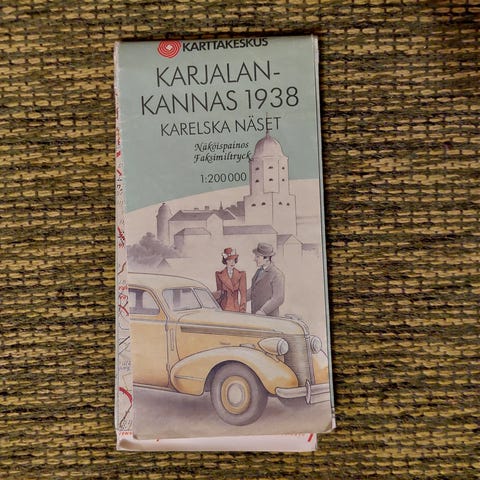 KARTTAKESKUS
KARJALAN-
KANNAS 1938
KARELSKA NÄSET
Näköispainos
Faksimiltryck
1:200 000